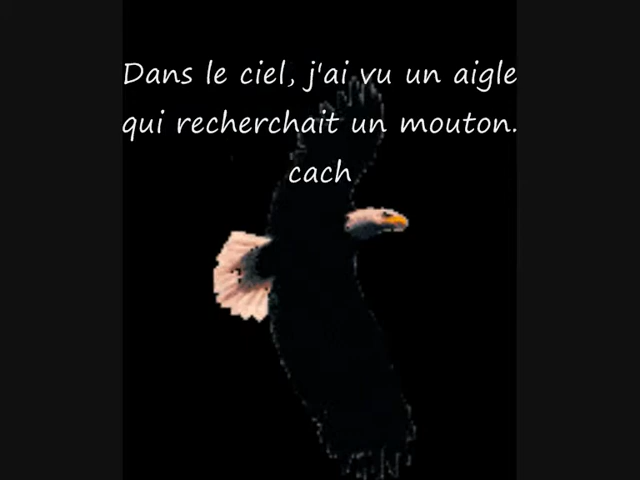 Dans le ciel, j'ai vu un aigle
qui recherchait un mouton.
cach